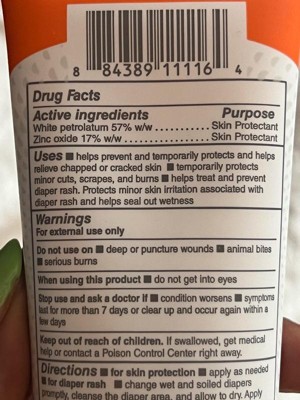 8 84389 11116 4
Drug Facts
Active ingredients Purpose
White petrolatum 57% w/w ............ Skin Protectant
Zinc oxide 17% w/w .................. Skin Protectant
Uses ■ helps prevent and temporarily protects and helps
relieve chapped or cracked skin ■ temporarily protects
minor cuts, scrapes, and burns ■ helps treat and prevent
diaper rash. Protects minor skin irritation associated with
diaper rash and helps seal out wetness
Warnings
For external use only
Do not use on ■ deep or puncture wounds ■ animal bites
■ serious burns
When using this product ■ do not get into eyes
Stop use and ask a doctor if ■ condition worsens ■ symptoms
last for more than 7 days or clear up and occur again within a
few days
Keep out of reach of children. If swallowed, get medical
help or contact a Poison Control Center right away.
Directions ■ for skin protection ■ apply as needed
■ for diaper rash ■ change wet and soiled diapers
promptly, cleanse the diaper area, and allow to dry. Apply